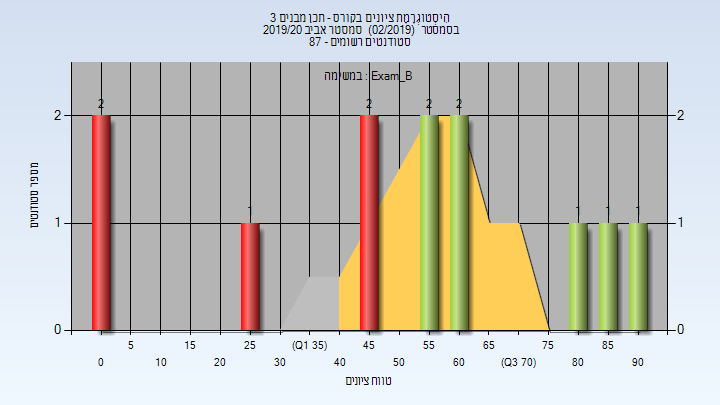 היסטוגרמת ציונים בקורס - תכן מבנים 3
בסמסטר  (02/2019)  סמסטר אביב 2019/20
סטודנטים רשומים - 87
במשימה : Exam_B
2 2 2 2
1 1 1 1
מספר סטודנטים
2 2
1 1
0 0
5 15 25 (Q1 35) 45 55 65 75 85
0 10 20 30 40 50 60 (Q3 70) 80 90
טווח ציונים